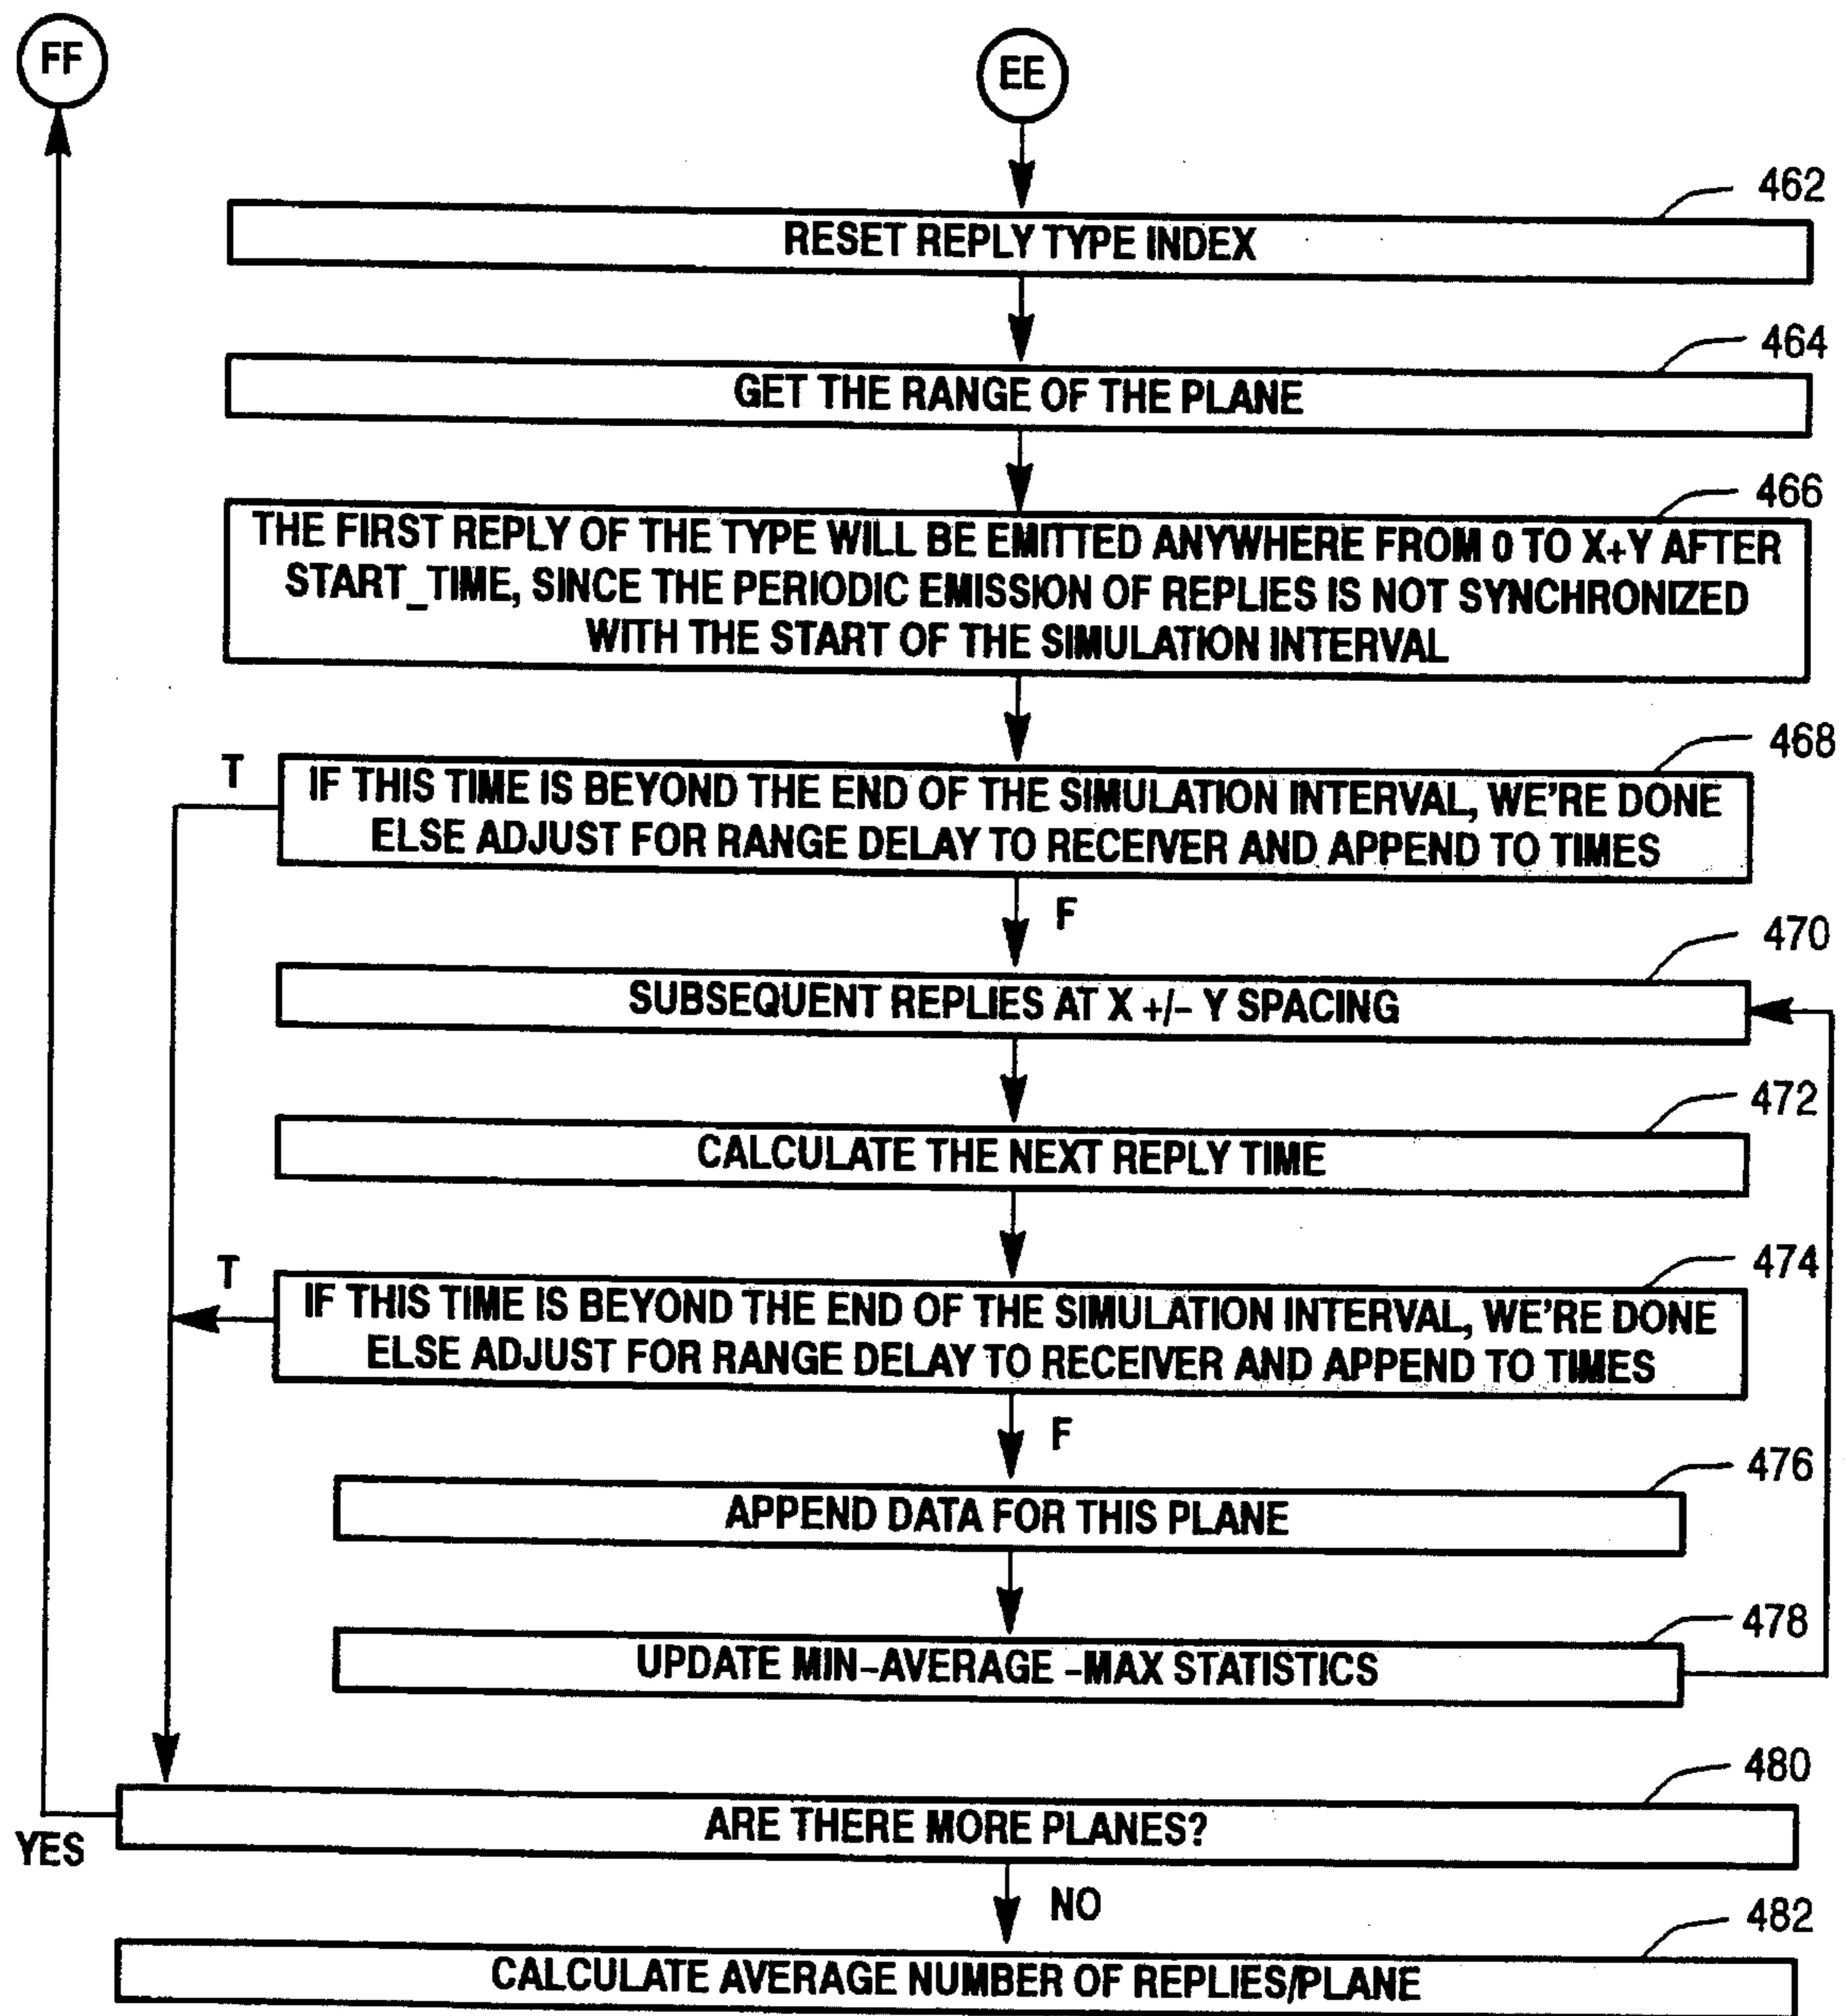 FF
EE
462
RESET REPLY TYPE INDEX
464
GET THE RANGE OF THE PLANE
466
THE FIRST REPLY OF THE TYPE WILL BE EMITTED ANYWHERE FROM 0 TO X+Y AFTER
START_TIME, SINCE THE PERIODIC EMISSION OF REPLIES IS NOT SYNCHRONIZED
WITH THE START OF THE SIMULATION INTERVAL
468
T
IF THIS TIME IS BEYOND THE END OF THE SIMULATION INTERVAL, WE'RE DONE
ELSE ADJUST FOR RANGE DELAY TO RECEIVER AND APPEND TO TIMES
F
470
SUBSEQUENT REPLIES AT X +/- Y SPACING
472
CALCULATE THE NEXT REPLY TIME
474
T
IF THIS TIME IS BEYOND THE END OF THE SIMULATION INTERVAL, WE'RE DONE
ELSE ADJUST FOR RANGE DELAY TO RECEIVER AND APPEND TO TIMES
F
476
APPEND DATA FOR THIS PLANE
478
UPDATE MIN-AVERAGE -MAX STATISTICS
480
ARE THERE MORE PLANES?
YES
NO
482
CALCULATE AVERAGE NUMBER OF REPLIES/PLANE